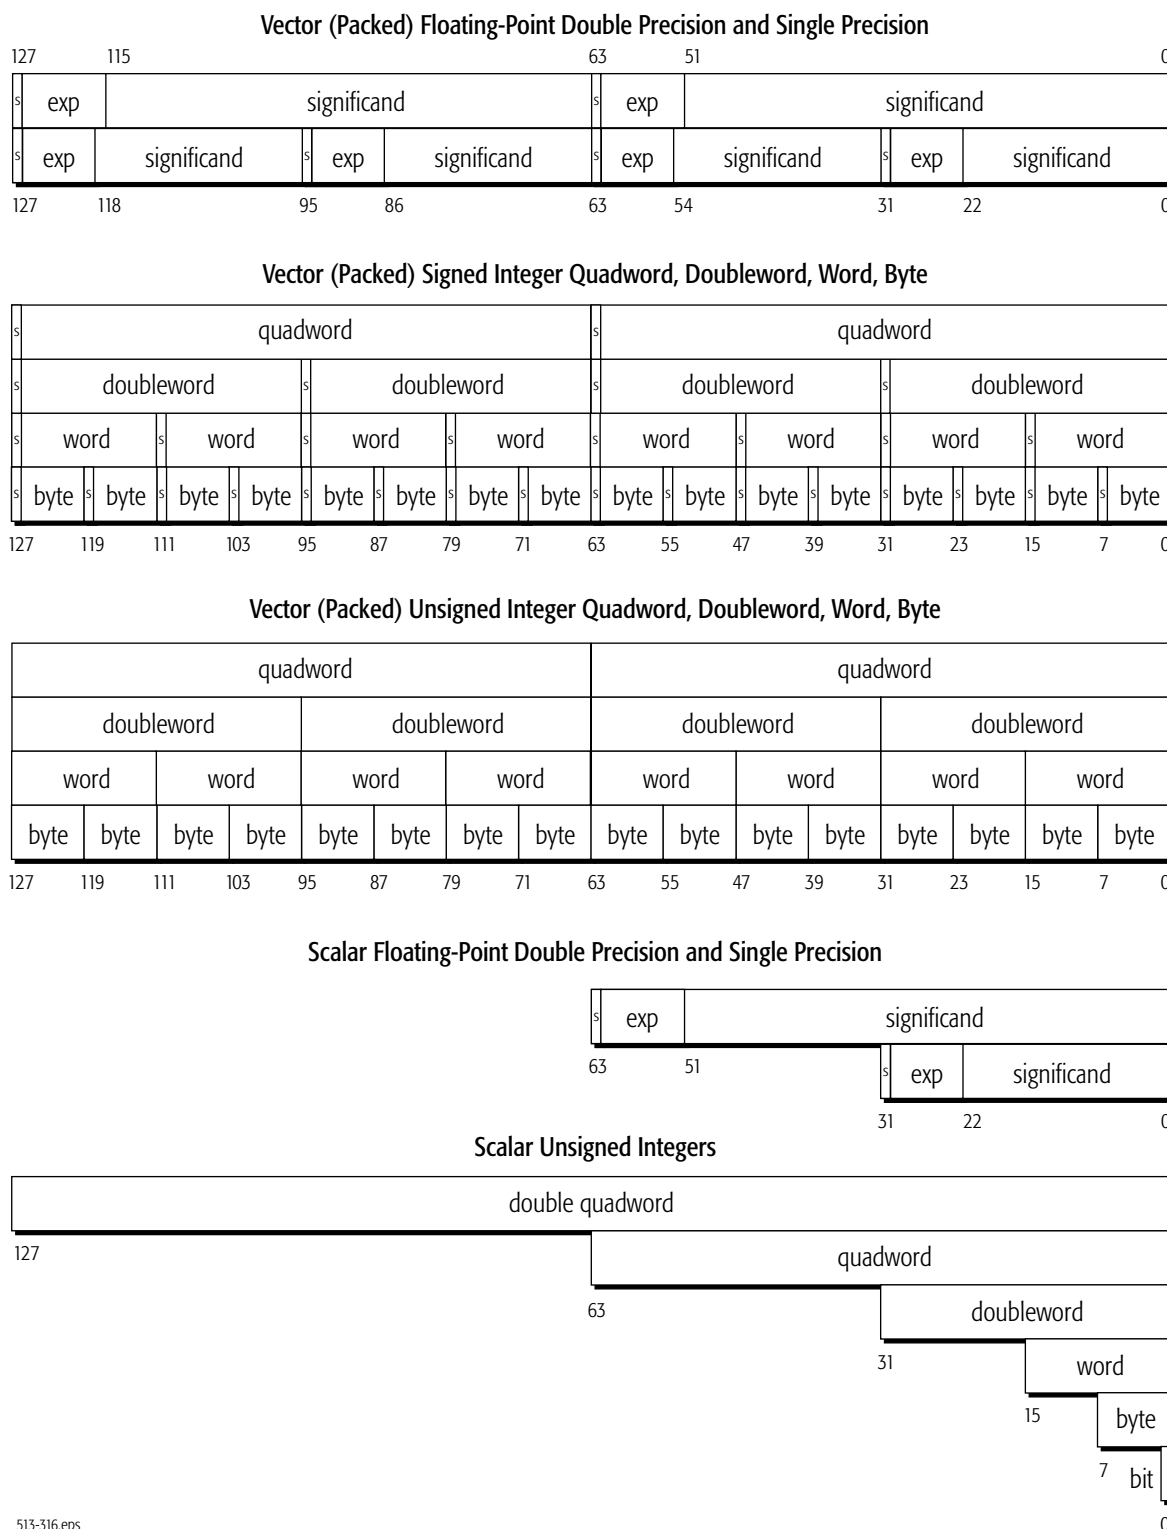 Vector (Packed) Floating-Point Double Precision and Single Precision
127 115 63 51 0
s exp significand s exp significand
s exp significand s exp significand s exp significand s exp significand
127 118 95 86 63 54 31 22 0
Vector (Packed) Signed Integer Quadword, Doubleword, Word, Byte
s quadword s quadword
s doubleword s doubleword s doubleword s doubleword
s word s word s word s word s word s word s word s word
s byte s byte s byte s byte s byte s byte s byte s byte s byte s byte s byte s byte s byte s byte s byte s byte
127 119 111 103 95 87 79 71 63 55 47 39 31 23 15 7 0
Vector (Packed) Unsigned Integer Quadword, Doubleword, Word, Byte
quadword quadword
doubleword doubleword doubleword doubleword
word word word word word word word word
byte byte byte byte byte byte byte byte byte byte byte byte byte byte byte byte
127 119 111 103 95 87 79 71 63 55 47 39 31 23 15 7 0
Scalar Floating-Point Double Precision and Single Precision
s exp significand
63 51
s exp significand
31 22 0
Scalar Unsigned Integers
double quadword
127
quadword
63
doubleword
31
word
15
byte
7
bit
513-316.eps
0